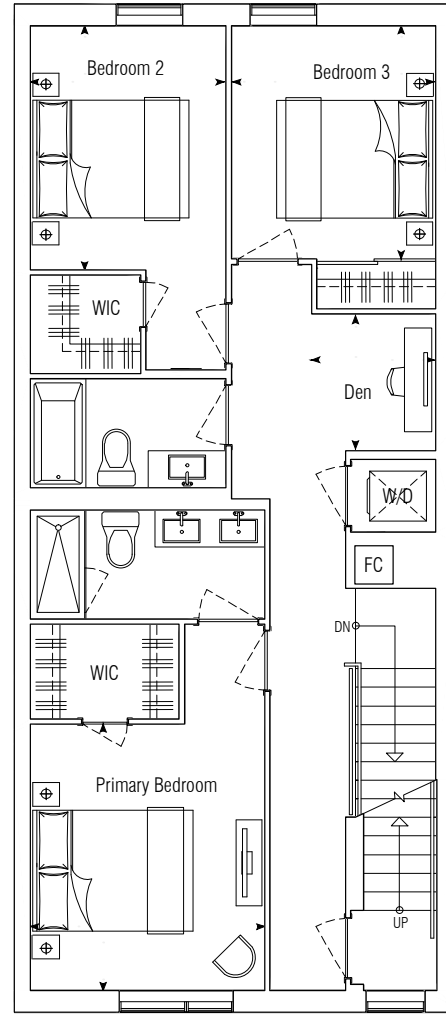 Bedroom 2
Bedroom 3
WIC
Den
W/D
FC
DN
WIC
Primary Bedroom
UP